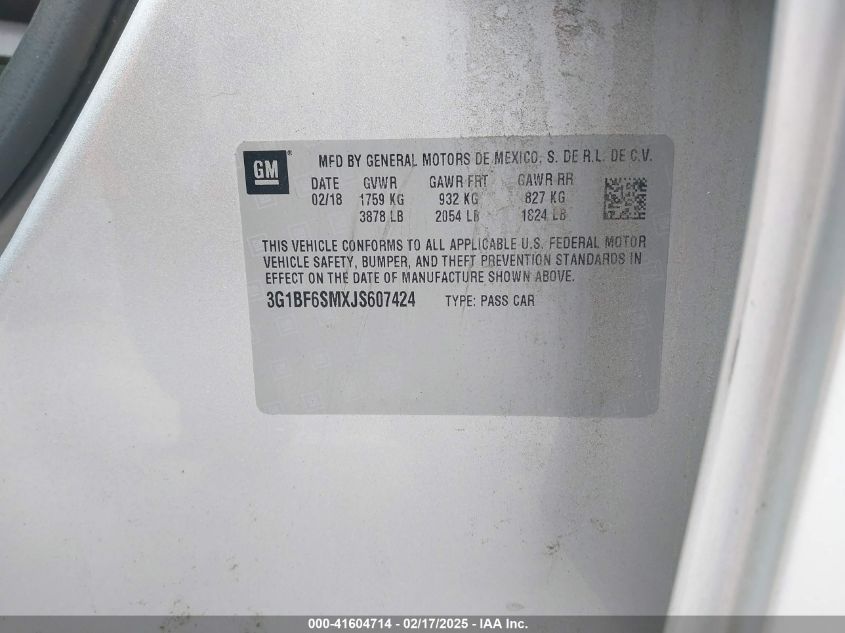 GM ® MFD BY GENERAL MOTORS DE MEXICO, S. DE R.L. DE C.V.
DATE GVWR GAWR FRT GAWR RR
02/18 1759 KG 932 KG 827 KG
3878 LB 2054 LB 1824 LB
THIS VEHICLE CONFORMS TO ALL APPLICABLE U.S. FEDERAL MOTOR
VEHICLE SAFETY, BUMPER, AND THEFT PREVENTION STANDARDS IN
EFFECT ON THE DATE OF MANUFACTURE SHOWN ABOVE.
3G1BF6SMXJS607424 TYPE: PASS CAR
000-41604714 - 02/17/2025 - IAA Inc.